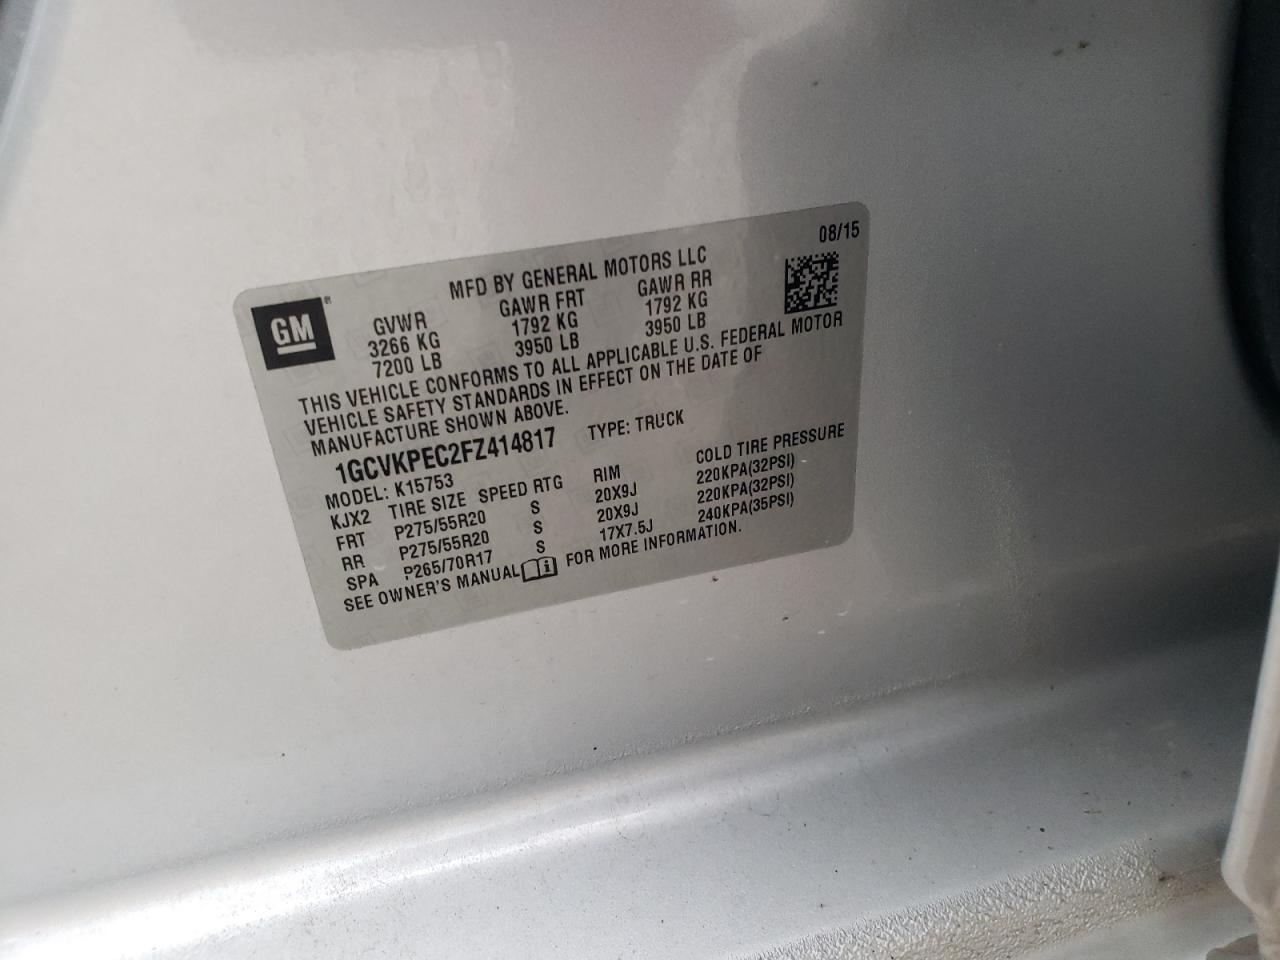 08/15
MFD BY GENERAL MOTORS LLC
GM®
GVWR GAWR FRT GAWR RR
3266 KG 1792 KG 1792 KG
7200 LB 3950 LB 3950 LB
THIS VEHICLE CONFORMS TO ALL APPLICABLE U.S. FEDERAL MOTOR
VEHICLE SAFETY STANDARDS IN EFFECT ON THE DATE OF
MANUFACTURE SHOWN ABOVE.
1GCVKPEC2FZ414817 TYPE: TRUCK
MODEL: K15753
KJX2 TIRE SIZE SPEED RTG RIM COLD TIRE PRESSURE
FRT P275/55R20 S 20X9J 220KPA(32PSI)
RR P275/55R20 S 20X9J 220KPA(32PSI)
SPA P265/70R17 S 17X7.5J 240KPA(35PSI)
SEE OWNER'S MANUAL FOR MORE INFORMATION.